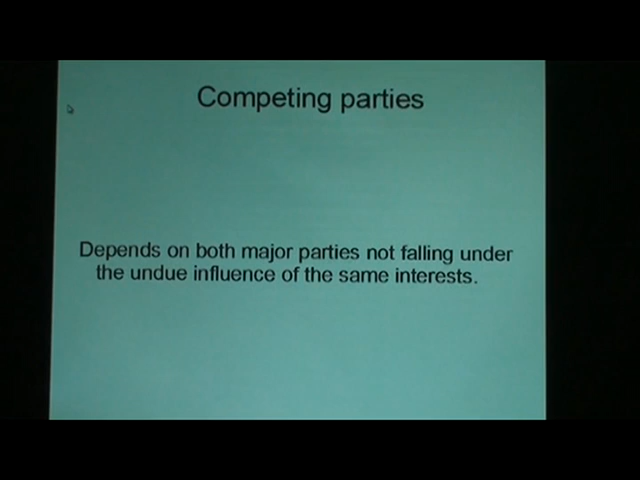 Competing parties
Depends on both major parties not falling under
the undue influence of the same interests.